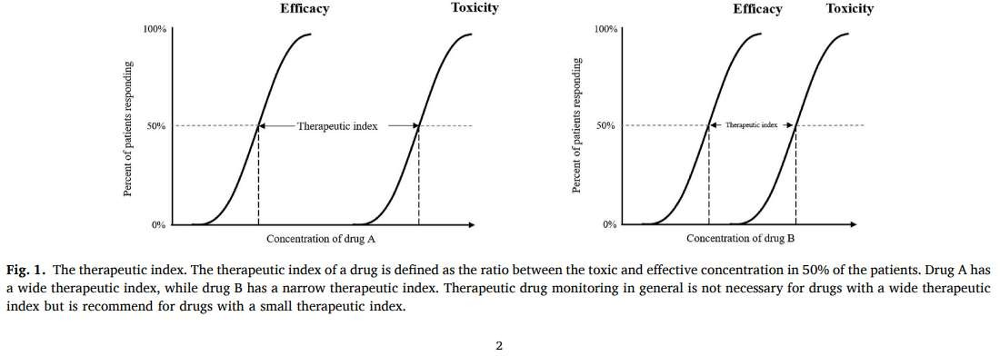 Efficacy
Toxicity
100%
50%
0%
Percent of patients responding
Therapeutic index
Concentration of drug A
Efficacy
Toxicity
100%
50%
0%
Percent of patients responding
Therapeutic index
Concentration of drug B
Fig. 1. The therapeutic index. The therapeutic index of a drug is defined as the ratio between the toxic and effective concentration in 50% of the patients. Drug A has
a wide therapeutic index, while drug B has a narrow therapeutic index. Therapeutic drug monitoring in general is not necessary for drugs with a wide therapeutic
index but is recommend for drugs with a small therapeutic index.
2